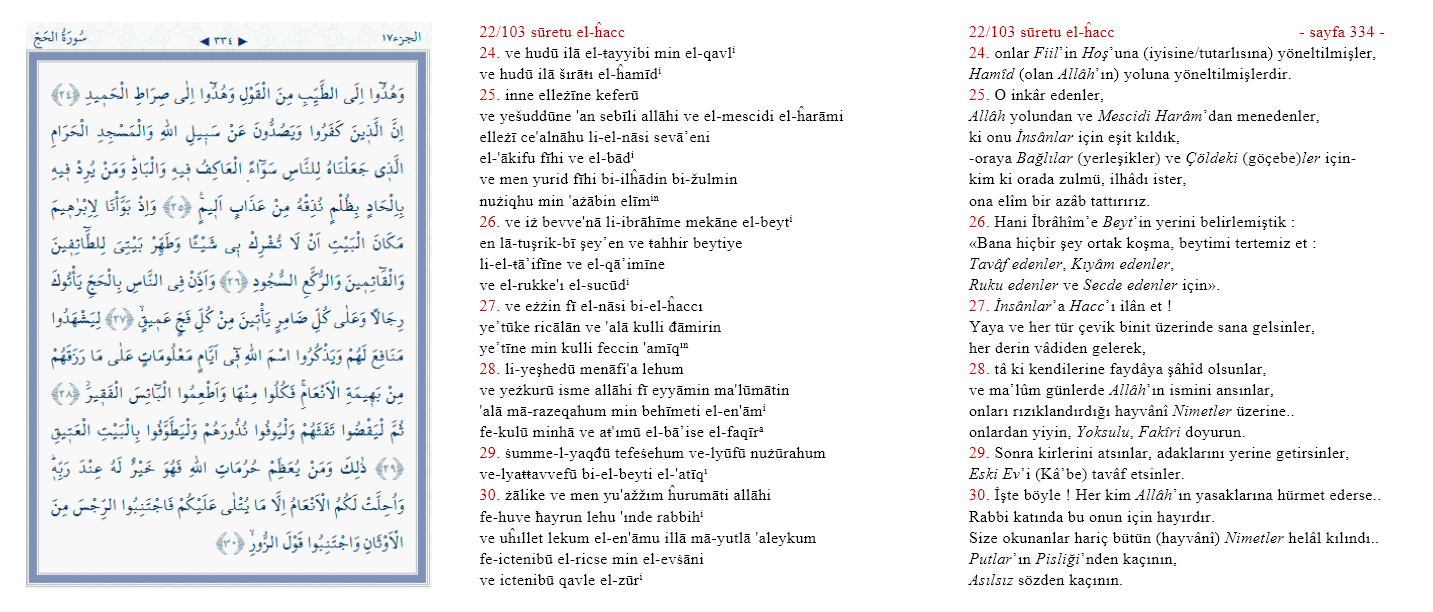 سُورَةُ الحَجّ
◄ ٣٣٤ ►
الجزء ١٧
وَهُدُٓوا اِلَى الطَّيِّبِ مِنَ الْقَوْلِ وَهُدُٓوا اِلٰى صِرَاطِ الْحَم۪يدِ ﴿٢٤﴾
اِنَّ الَّذ۪ينَ كَفَرُوا وَيَصُدُّونَ عَنْ سَب۪يلِ اللّٰهِ وَالْمَسْجِدِ الْحَرَامِ
الَّذ۪ي جَعَلْنَاهُ لِلنَّاسِ سَوَٓاءًۨ الْعَاكِفُ ف۪يهِ وَالْبَادِۜ وَمَنْ يُرِدْ ف۪يهِ
بِاِلْحَادٍ بِظُلْمٍ نُذِقْهُ مِنْ عَذَابٍ اَل۪يمٍ۟ ﴿٢٥﴾ وَاِذْ بَوَّأْنَا لِاِبْرٰه۪يمَ
مَكَانَ الْبَيْتِ اَنْ لَا تُشْرِكْ ب۪ي شَيْـًٔا وَطَهِّرْ بَيْتِيَ لِلطَّٓائِف۪ينَ
وَالْقَٓائِم۪ينَ وَالرُّكَّعِ السُّجُودِ ﴿٢٦﴾ وَاَذِّنْ فِي النَّاسِ بِالْحَجِّ يَأْتُوكَ
رِجَالًا وَعَلٰى كُلِّ ضَامِرٍ يَأْت۪ينَ مِنْ كُلِّ فَجٍّ عَم۪يقٍۙ ﴿٢٧﴾ لِيَشْهَدُوا
مَنَافِعَ لَهُمْ وَيَذْكُرُوا اسْمَ اللّٰهِ ف۪ٓي اَيَّامٍ مَعْلُومَاتٍ عَلٰى مَا رَزَقَهُمْ
مِنْ بَه۪يمَةِ الْاَنْعَامِۚ فَكُلُوا مِنْهَا وَاَطْعِمُوا الْبَٓائِسَ الْفَق۪يرَۘ ﴿٢٨﴾
ثُمَّ لْيَقْضُوا تَفَثَهُمْ وَلْيُوفُوا نُذُورَهُمْ وَلْيَطَّوَّفُوا بِالْبَيْتِ الْعَت۪يقِ
﴿٢٩﴾ ذٰلِكَ وَمَنْ يُعَظِّمْ حُرُمَاتِ اللّٰهِ فَهُوَ خَيْرٌ لَهُ عِنْدَ رَبِّه۪ۜ
وَاُحِلَّتْ لَكُمُ الْاَنْعَامُ اِلَّا مَا يُتْلٰى عَلَيْكُمْ فَاجْتَنِبُوا الرِّجْسَ مِنَ
الْاَوْثَانِ وَاجْتَنِبُوا قَوْلَ الزُّورِۙ ﴿٣٠﴾
22/103 sūretu el-ĥacc
24. ve hudū ilā el-ŧayyibi min el-qavlⁱ
ve hudū ilā šırāŧı el-ĥamīdⁱ
25. inne elleżīne keferū
ve yešuddūne 'an sebīli allāhi ve el-mescidi el-ĥarāmi
elleżī ce'alnāhu li-el-nāsi sevā’eni
el-'ākifu fīhi ve el-bādⁱ
ve men yurid fīhi bi-ilĥādin bi-žulmin
nużiqhu min 'ażābin elīmⁱⁿ
26. ve iż bevve'nā li-ibrāhīme mekāne el-beytⁱ
en lā-tuşrik-bī şey’en ve ŧahhir beytiye
li-el-ŧā’ifīne ve el-qā’imīne
ve el-rukke'ı el-sucūdⁱ
27. ve eżżin fī el-nāsi bi-el-ĥaccı
ye’tūke ricālān ve 'alā kulli đāmirin
ye’tīne min kulli feccin 'amīqᶦⁿ
28. li-yeşhedū menāfi'a lehum
ve yeżkurū isme allāhi fī eyyāmin ma'lūmātin
'alā mā-razeqahum min behīmeti el-en'āmⁱ
fe-kulū minhā ve aŧ'ımū el-bā’ise el-faqīrᵃ
29. śumme-l-yaqđū tefeśehum ve-lyūfū nużūrahum
ve-lyaŧŧavvefū bi-el-beyti el-'atīqᶦ
30. żālike ve men yu'ažžım ĥurumāti allāhi
fe-huve ħayrun lehu 'ınde rabbihⁱ
ve uĥıllet lekum el-en'āmu illā mā-yutlā 'aleykum
fe-ictenibū el-ricse min el-evśāni
ve ictenibū qavle el-zūrⁱ
22/103 sūretu el-ĥacc - sayfa 334 -
24. onlar Fiil’in Hoş’una (iyisine/tutarlısına) yöneltilmişler,
Hamîd (olan Allâh’ın) yoluna yöneltilmişlerdir.
25. O inkâr edenler,
Allâh yolundan ve Mescidi Harâm’dan menedenler,
ki onu İnsânlar için eşit kıldık,
-oraya Bağlılar (yerleşikler) ve Çöldeki (göçebe)ler için-
kim ki orada zulmü, ilhâdı ister,
ona elîm bir azâb tattırırız.
26. Hani İbrâhîm’e Beyt’in yerini belirlemiştik :
«Bana hiçbir şey ortak koşma, beytimi tertemiz et :
Tavâf edenler, Kıyâm edenler,
Ruku edenler ve Secde edenler için».
27. İnsânlar’a Hacc’ı ilân et !
Yaya ve her tür çevik binit üzerinde sana gelsinler,
her derin vâdiden gelerek,
28. tâ ki kendilerine faydâya şâhîd olsunlar,
ve ma’lûm günlerde Allâh’ın ismini ansınlar,
onları rızıklandırdığı hayvânî Nimetler üzerine..
onlardan yiyin, Yoksulu, Fakîri doyurun.
29. Sonra kirlerini atsınlar, adaklarını yerine getirsinler,
Eski Ev’i (Kâ’be) tavâf etsinler.
30. İşte böyle ! Her kim Allâh’ın yasaklarına hürmet ederse..
Rabbi katında bu onun için hayırdır.
Size okunanlar hariç bütün (hayvânî) Nimetler helâl kılındı..
Putlar’ın Pisliği’nden kaçının,
Asılsız sözden kaçının.